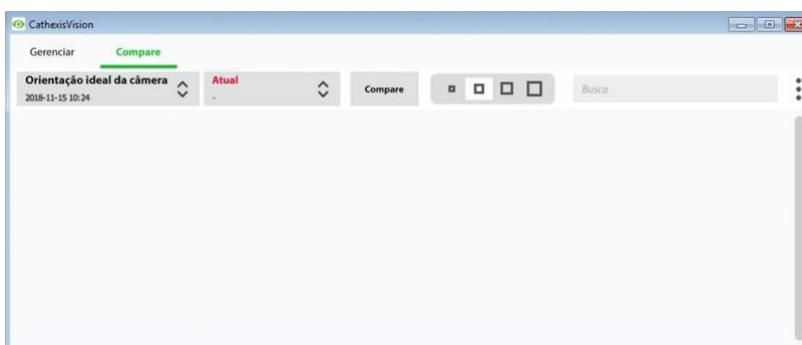 CathexisVision
Gerenciar Compare
Orientação ideal da câmera Atual Compare Busca
2018-11-15 10:24 -